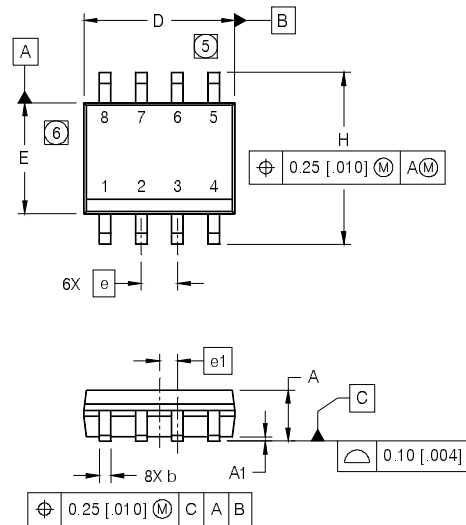 D
B
5
A
8 7 6 5
6
E
H
⌖ 0.25 [.010] Ⓜ AⓂ
1 2 3 4
6X e
e1
A
C
⌓ 0.10 [.004]
8X b
A1
⌖ 0.25 [.010] Ⓜ C A B